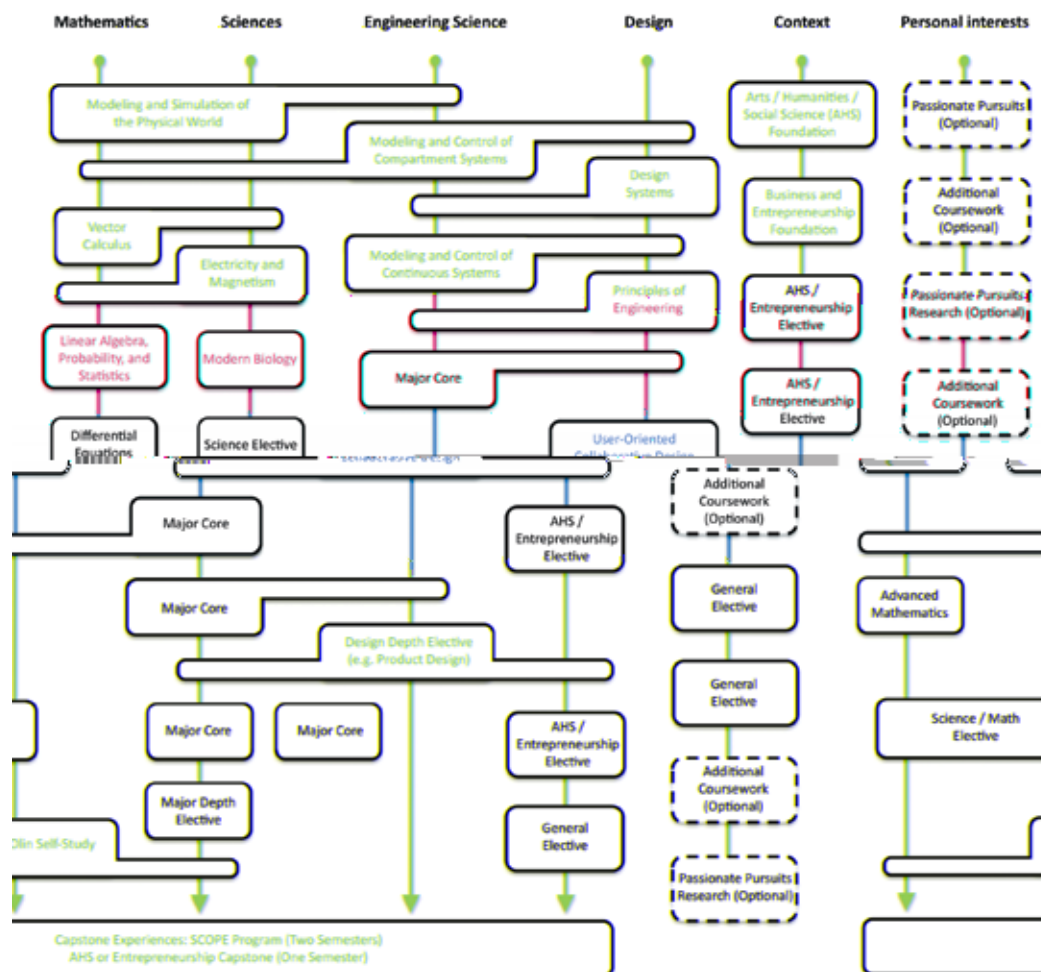 Mathematics
Sciences
Engineering Science
Design
Context
Personal interests
Modeling and Simulation of
the Physical World
Arts / Humanities /
Social Science (AHS)
Foundation
Passionate Pursuits
(Optional)
Modeling and Control of
Compartment Systems
Design
Systems
Business and
Entrepreneurship
Foundation
Additional
Coursework
(Optional)
Vector
Calculus
Modeling and Control of
Continuous Systems
Electricity and
Magnetism
Principles of
Engineering
AHS /
Entrepreneurship
Elective
Passionate Pursuits
Research (Optional)
Linear Algebra,
Probability, and
Statistics
Modern Biology
Major Core
AHS /
Entrepreneurship
Elective
Additional
Coursework
(Optional)
Differential
Equations
Science Elective
User-Oriented
Collaborative Design
Additional
Coursework
(Optional)
Major Core
AHS /
Entrepreneurship
Elective
Major Core
General
Elective
Advanced
Mathematics
Design Depth Elective
(e.g. Product Design)
General
Elective
Major Core
Major Core
AHS /
Entrepreneurship
Elective
Science / Math
Elective
Major Depth
Elective
Additional
Coursework
(Optional)
Olin Self-Study
General
Elective
Passionate Pursuits
Research (Optional)
Capstone Experiences: SCOPE Program (Two Semesters)
AHS or Entrepreneurship Capstone (One Semester)